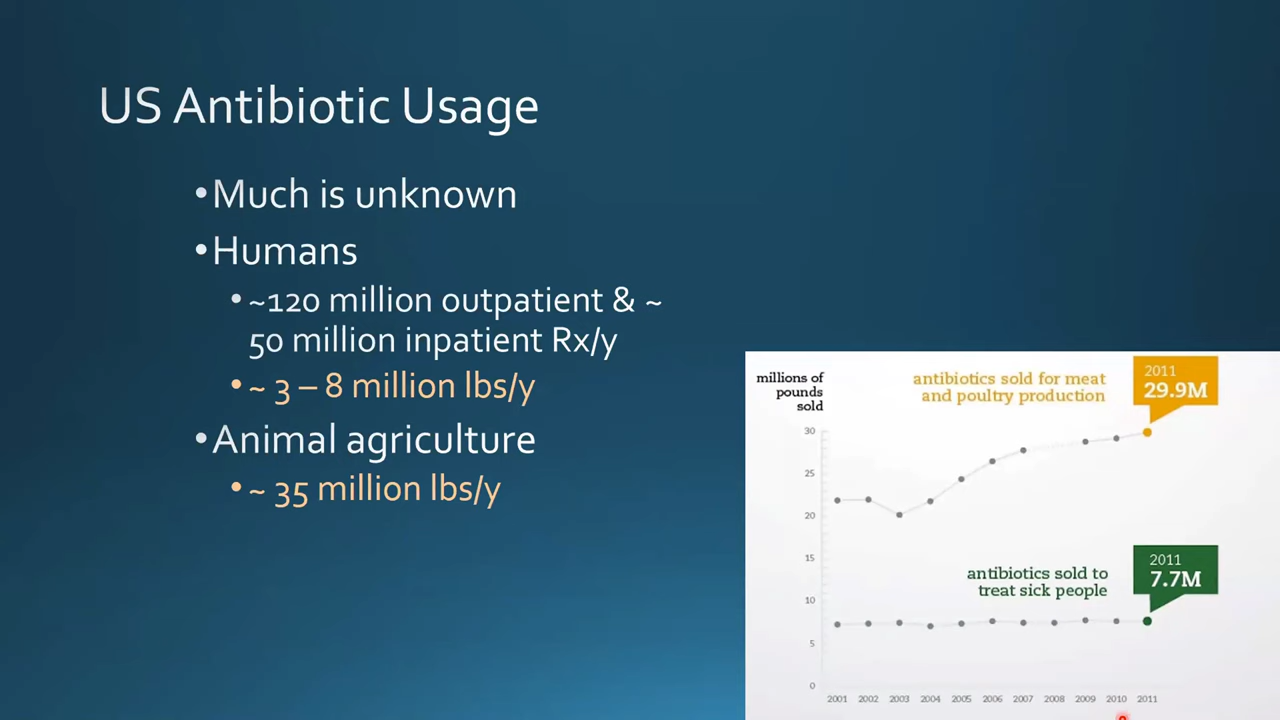 US Antibiotic Usage
•Much is unknown
•Humans
•~120 million outpatient & ~
50 million inpatient Rx/y
•~ 3 – 8 million lbs/y
•Animal agriculture
•~ 35 million lbs/y
millions of
pounds
sold
antibiotics sold for meat
and poultry production
2011
29.9M
30
25
20
15
10
5
0
antibiotics sold to
treat sick people
2011
7.7M
2001 2002 2003 2004 2005 2006 2007 2008 2009 2010 2011